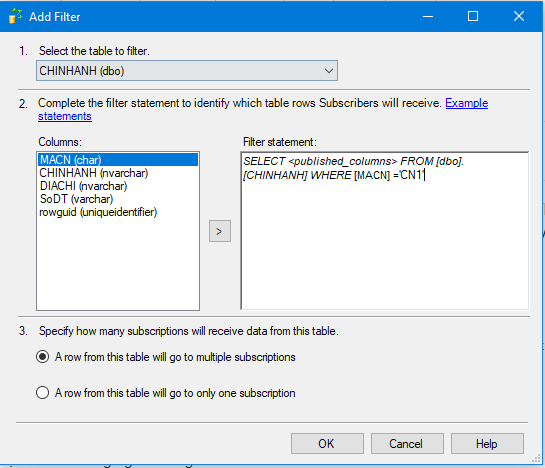 Add Filter
1. Select the table to filter.
CHINHANH (dbo)
2. Complete the filter statement to identify which table rows Subscribers will receive. Example
statements
Columns:
MACN (char)
CHINHANH (nvarchar)
DIACHI (nvarchar)
SoDT (varchar)
rowguid (uniqueidentifier)
>
Filter statement:
SELECT <published_columns> FROM [dbo].
[CHINHANH] WHERE [MACN] ='CN1'
3. Specify how many subscriptions will receive data from this table.
A row from this table will go to multiple subscriptions
A row from this table will go to only one subscription
OK
Cancel
Help